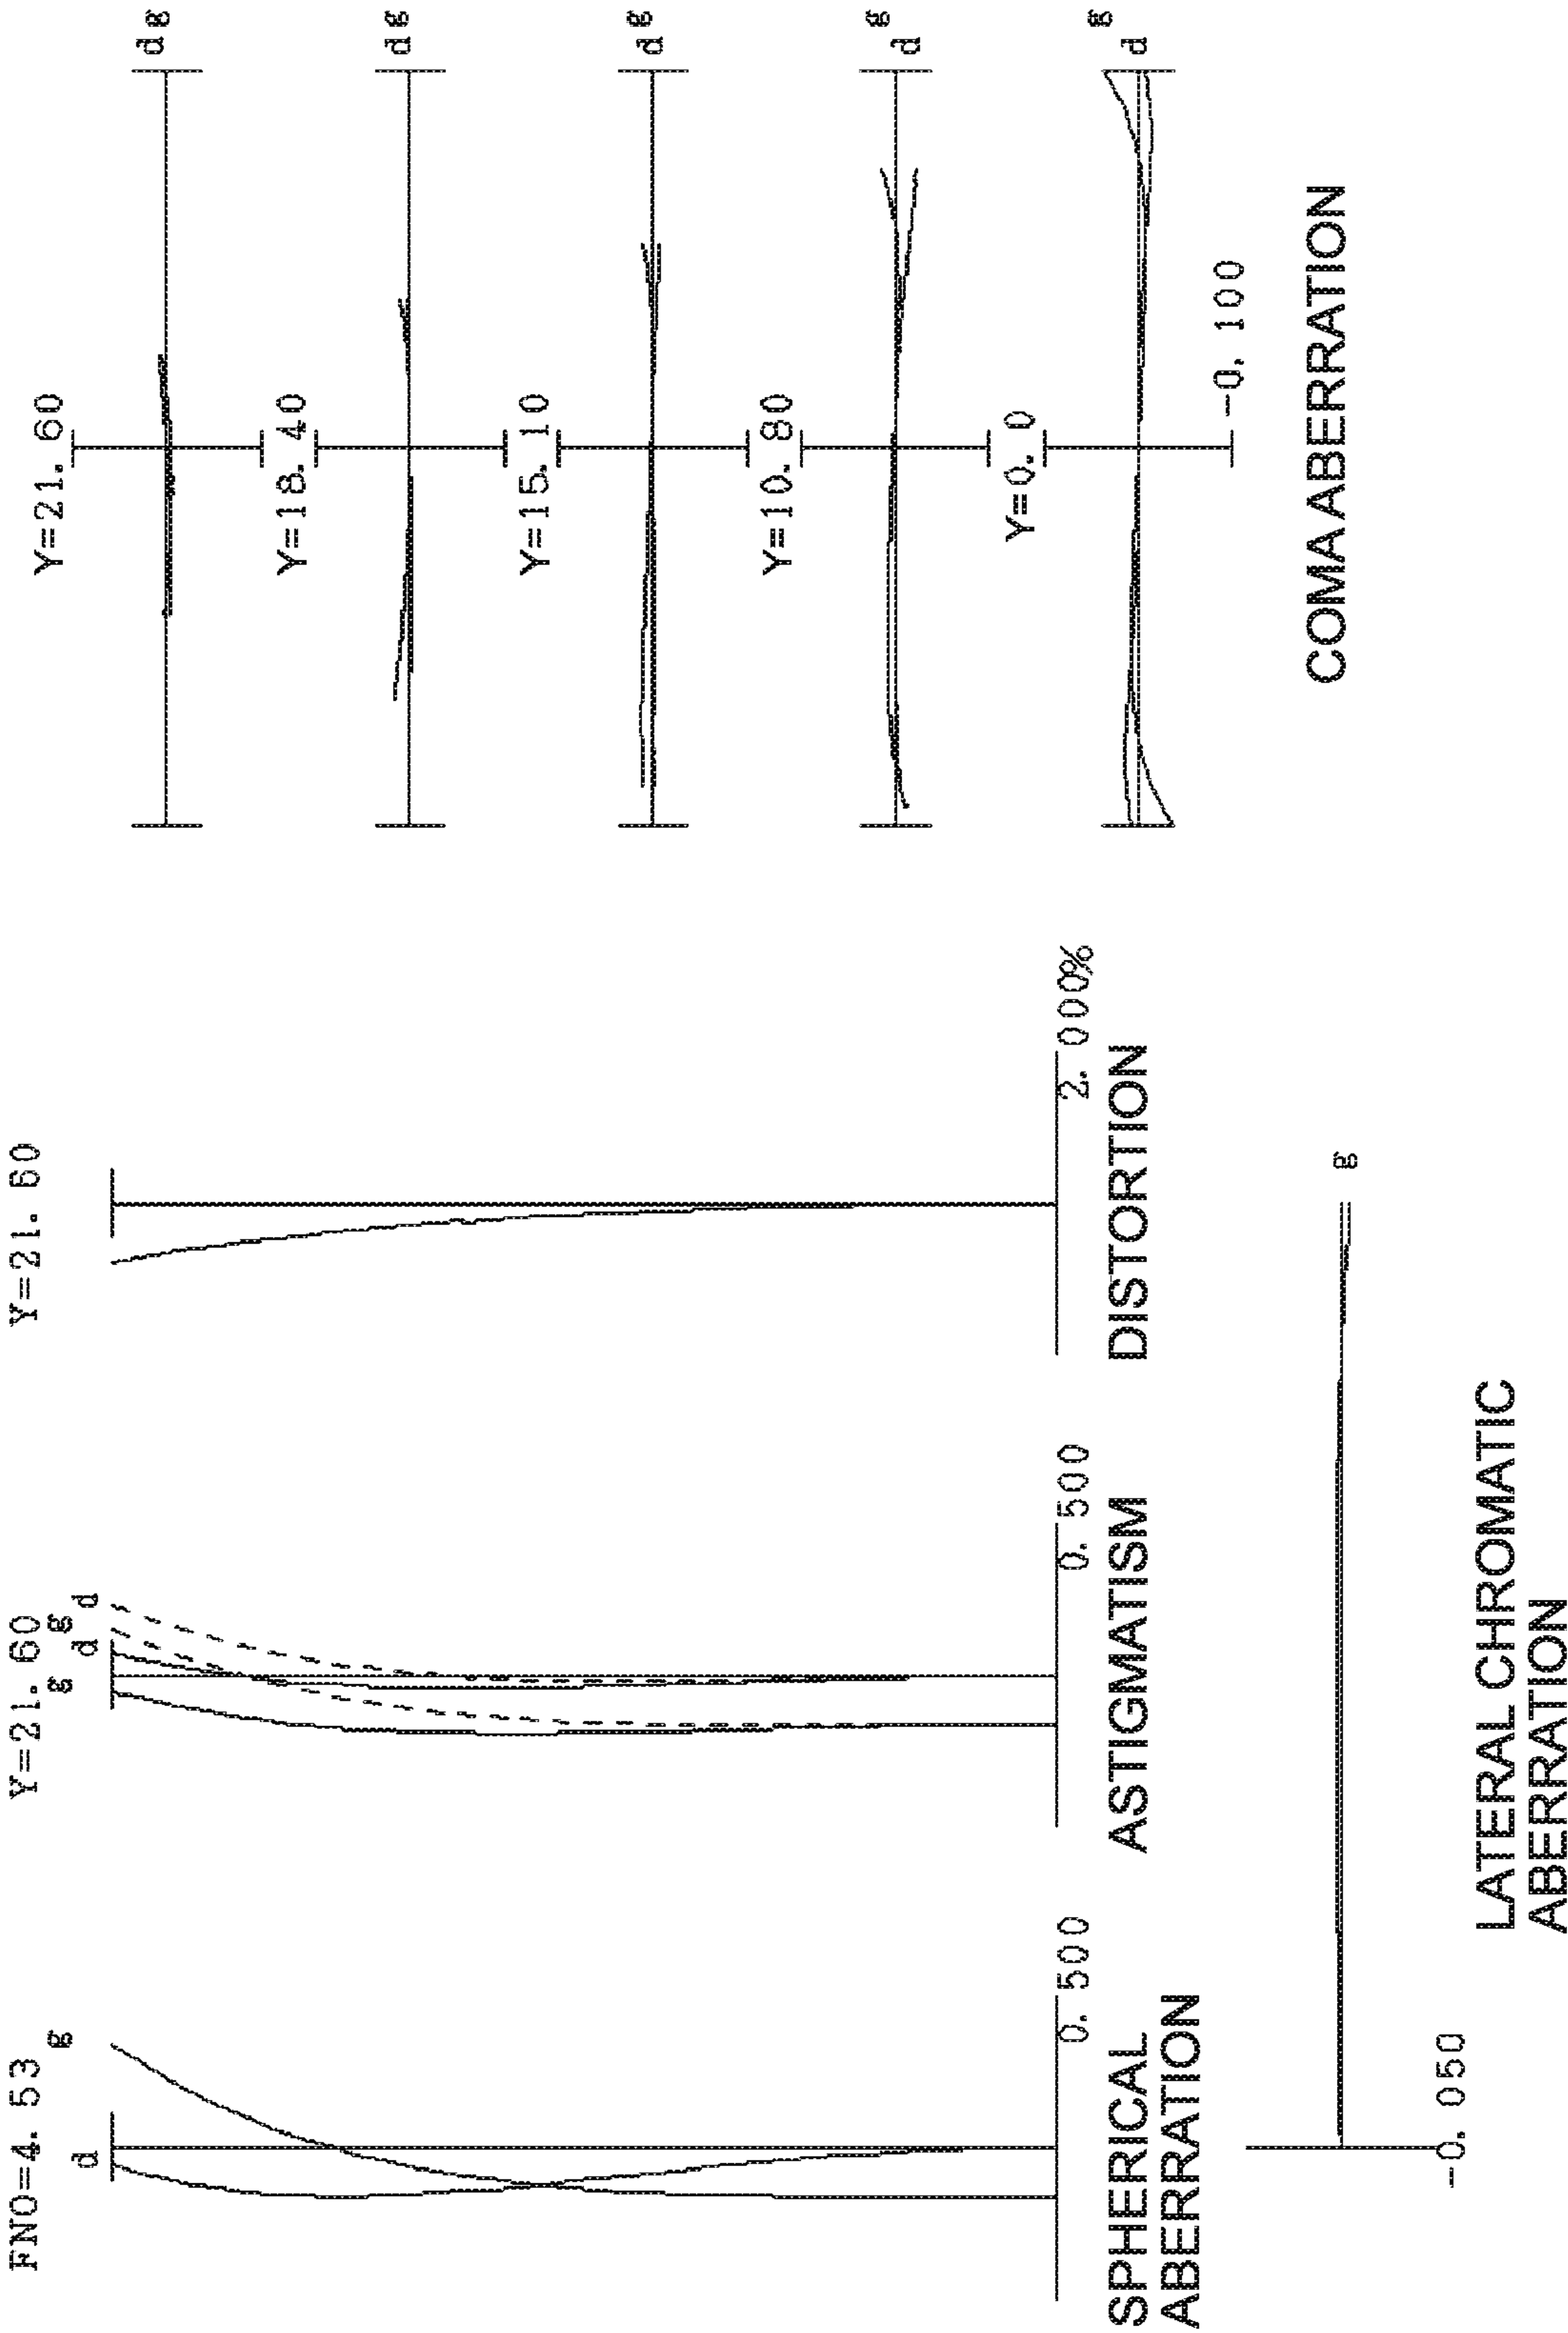 FNO=4. 53
d
g
0. 500
SPHERICAL
ABERRATION
Y=21. 60
g
d
g
d
0. 500
ASTIGMATISM
Y=21. 60
2. 000%
DISTORTION
Y=21. 60
d g
Y=18. 40
d g
Y=15. 10
d g
Y=10. 80
d g
Y=0. 0
d g
-0. 100
COMA ABERRATION
g
-0. 050
LATERAL CHROMATIC
ABERRATION